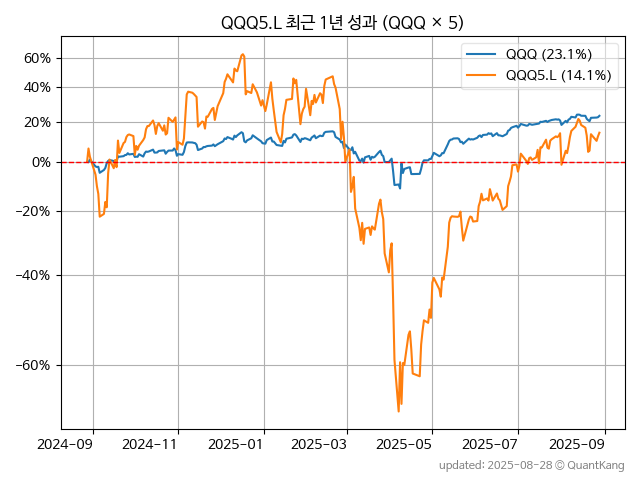 QQQ5.L 최근 1년 성과 (QQQ × 5)
QQQ (23.1%)
QQQ5.L (14.1%)
60%
40%
20%
0%
−20%
−40%
−60%
2024-09 2024-11 2025-01 2025-03 2025-05 2025-07 2025-09
updated: 2025-08-28 ⓒ QuantKang